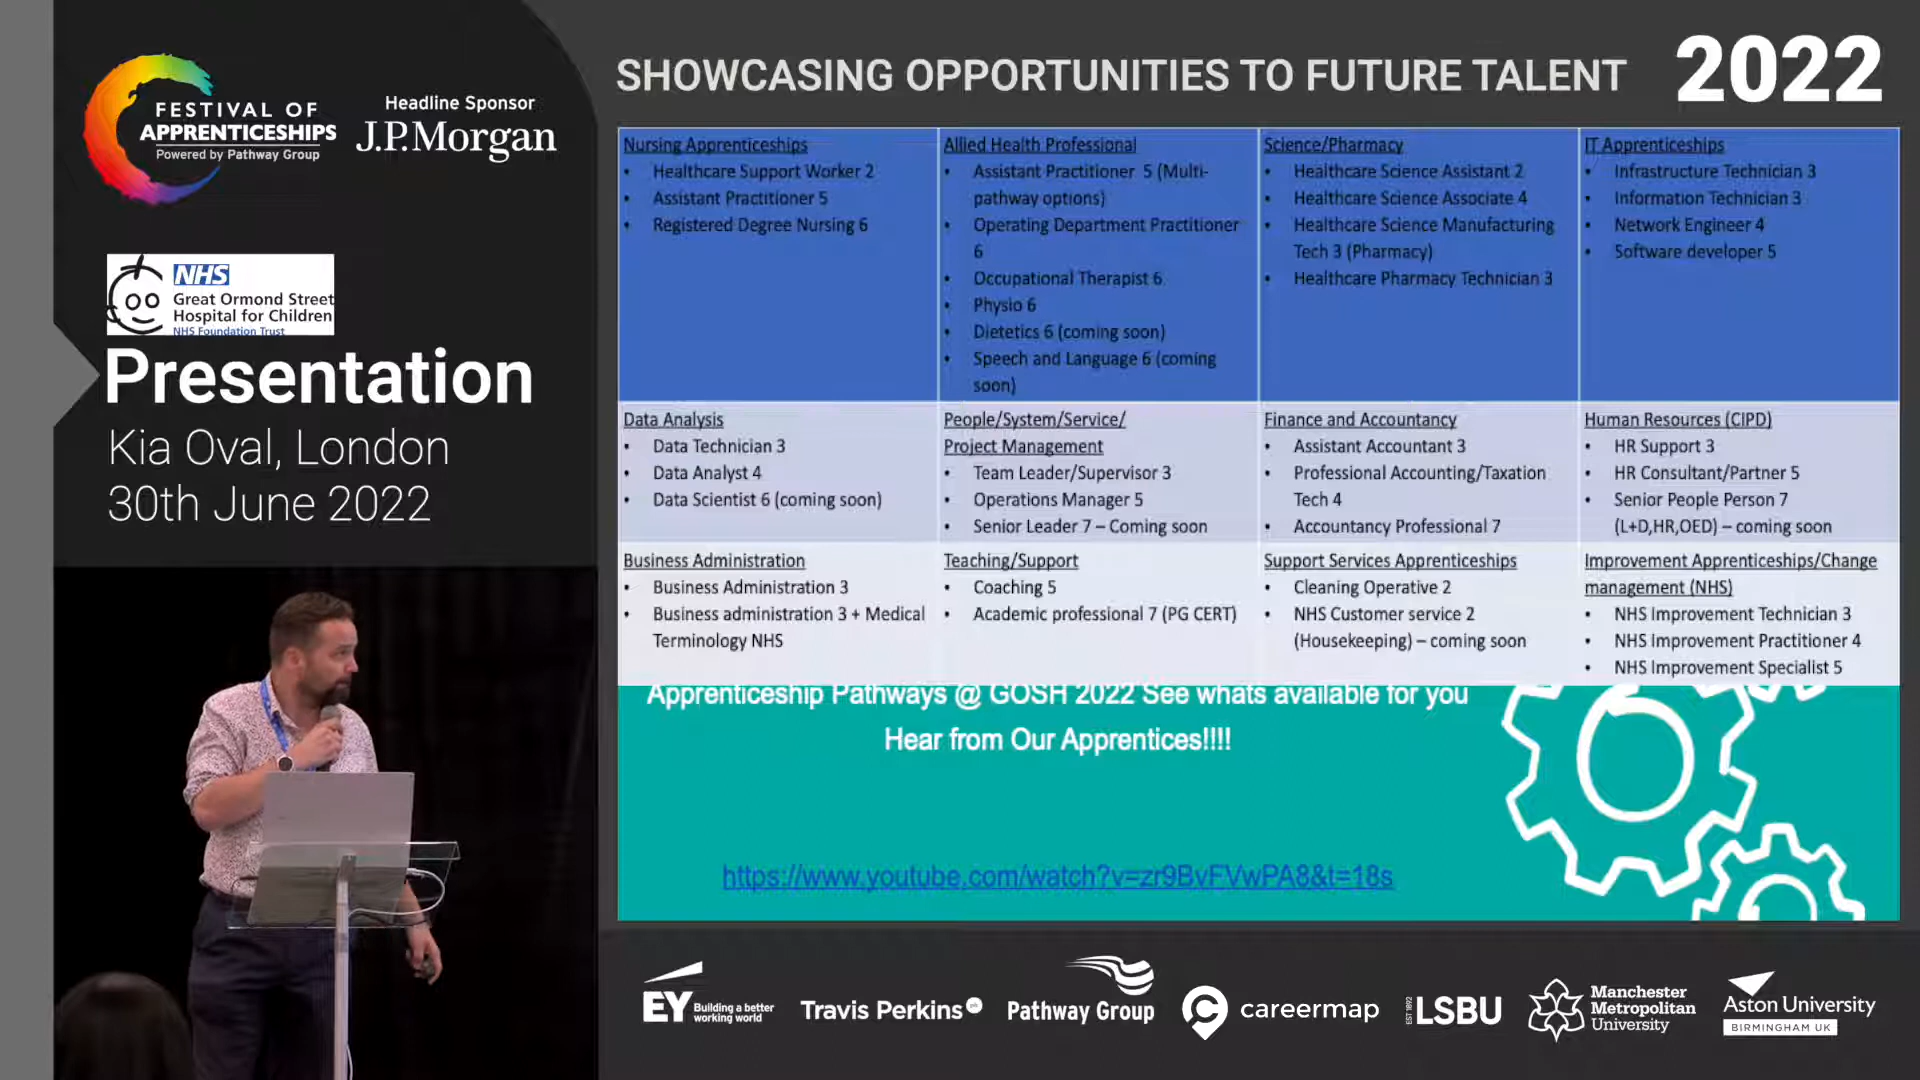 FESTIVAL OF
APPRENTICESHIPS
Powered by Pathway Group
Headline Sponsor
J.P.Morgan
NHS
Great Ormond Street
Hospital for Children
NHS Foundation Trust
Presentation
Kia Oval, London
30th June 2022
SHOWCASING OPPORTUNITIES TO FUTURE TALENT
2022
Nursing Apprenticeships
• Healthcare Support Worker 2
• Assistant Practitioner 5
• Registered Degree Nursing 6
Allied Health Professional
• Assistant Practitioner 5 (Multi-
pathway options)
• Operating Department Practitioner
6
• Occupational Therapist 6
• Physio 6
• Dietetics 6 (coming soon)
• Speech and Language 6 (coming
soon)
Science/Pharmacy
• Healthcare Science Assistant 2
• Healthcare Science Associate 4
• Healthcare Science Manufacturing
Tech 3 (Pharmacy)
• Healthcare Pharmacy Technician 3
IT Apprenticeships
• Infrastructure Technician 3
• Information Technician 3
• Network Engineer 4
• Software developer 5
Data Analysis
• Data Technician 3
• Data Analyst 4
• Data Scientist 6 (coming soon)
People/System/Service/
Project Management
• Team Leader/Supervisor 3
• Operations Manager 5
• Senior Leader 7 – Coming soon
Finance and Accountancy
• Assistant Accountant 3
• Professional Accounting/Taxation
Tech 4
• Accountancy Professional 7
Human Resources (CIPD)
• HR Support 3
• HR Consultant/Partner 5
• Senior People Person 7
(L+D,HR,OED) – coming soon
Business Administration
• Business Administration 3
• Business administration 3 + Medical
Terminology NHS
Teaching/Support
• Coaching 5
• Academic professional 7 (PG CERT)
Support Services Apprenticeships
• Cleaning Operative 2
• NHS Customer service 2
(Housekeeping) – coming soon
Improvement Apprenticeships/Change
management (NHS)
• NHS Improvement Technician 3
• NHS Improvement Practitioner 4
• NHS Improvement Specialist 5
Apprenticeship Pathways @ GOSH 2022 See whats available for you
Hear from Our Apprentices!!!!
https://www.youtube.com/watch?v=zr9BvFVwPA8&t=18s
EY
Building a better
working world
Travis Perkins plc
Pathway Group
careermap
EST 1892
LSBU
Manchester
Metropolitan
University
Aston University
BIRMINGHAM UK